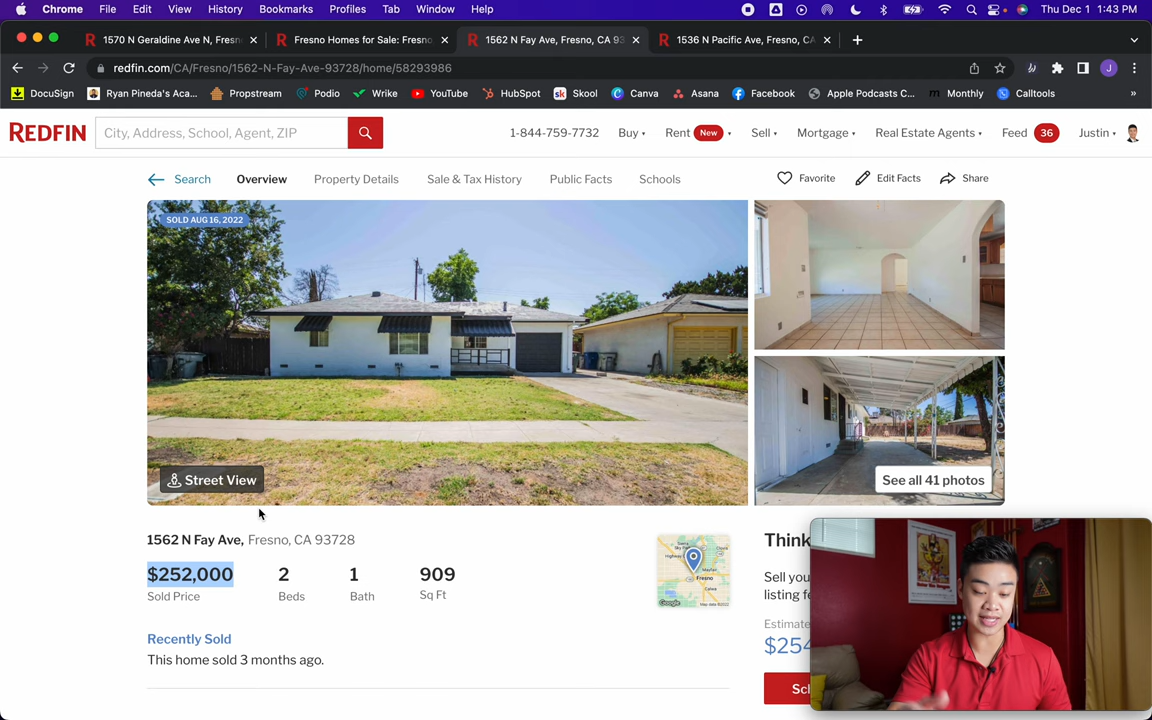 Chrome File Edit View History Bookmarks Profiles Tab Window Help Thu Dec 1 1:43 PM
1570 N Geraldine Ave N, Fresn Fresno Homes for Sale: Fresno, 1562 N Fay Ave, Fresno, CA 93 1536 N Pacific Ave, Fresno, CA
redfin.com/CA/Fresno/1562-N-Fay-Ave-93728/home/58293986
DocuSign Ryan Pineda's Aca... Propstream Podio Wrike YouTube HubSpot Skool Canva Asana Facebook Apple Podcasts C... Monthly Calltools »
REDFIN City, Address, School, Agent, ZIP 1-844-759-7732 Buy Rent New Sell Mortgage Real Estate Agents Feed 36 Justin
Search Overview Property Details Sale & Tax History Public Facts Schools Favorite Edit Facts Share
SOLD AUG 16, 2022
Street View
See all 41 photos
1562 N Fay Ave, Fresno, CA 93728
$252,000 2 1 909
Sold Price Beds Bath Sq Ft
Recently Sold
This home sold 3 months ago.
Think
Sell you
listing fe
Estimate
$254
Sch